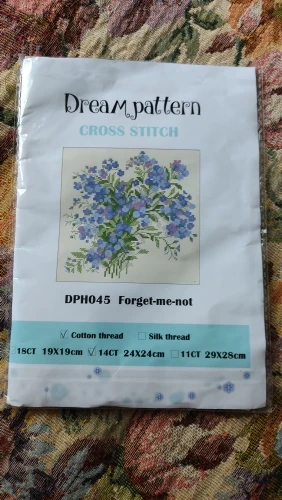 DreaM pattern
CROSS STITCH
DPH045 Forget-me-not
Cotton thread Silk thread
18CT 19X19cm 14CT 24X24cm 11CT 29X28cm